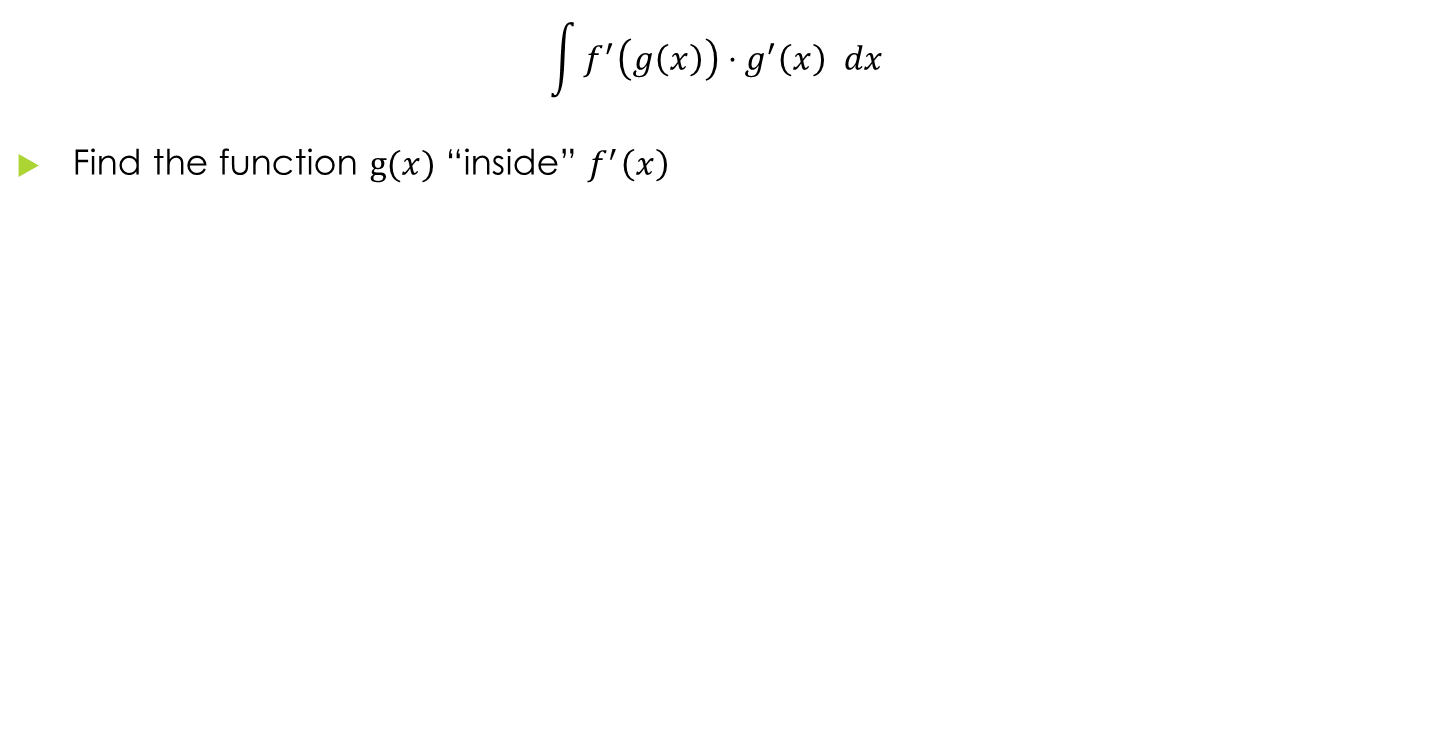 ∫ f′(g(x)) · g′(x) dx
Find the function g(x) “inside” f′(x)